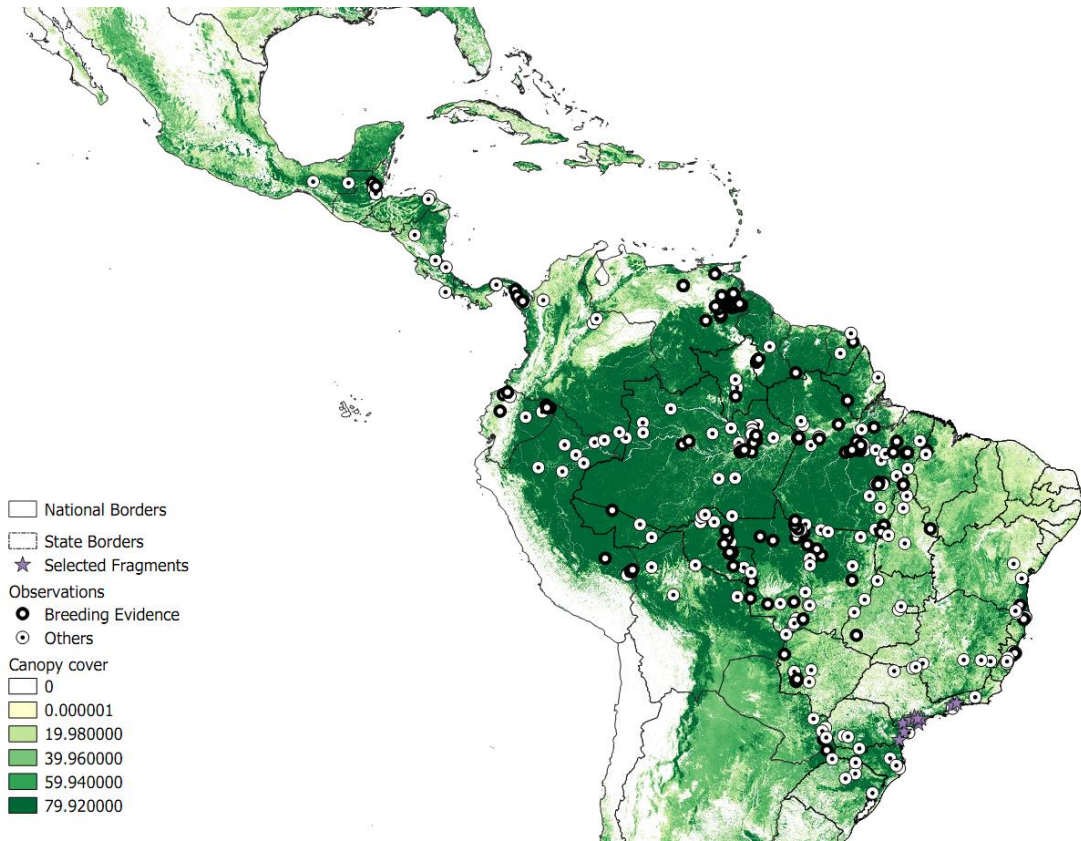 National Borders
State Borders
Selected Fragments
Observations
Breeding Evidence
Others
Canopy cover
0
0.000001
19.980000
39.960000
59.940000
79.920000